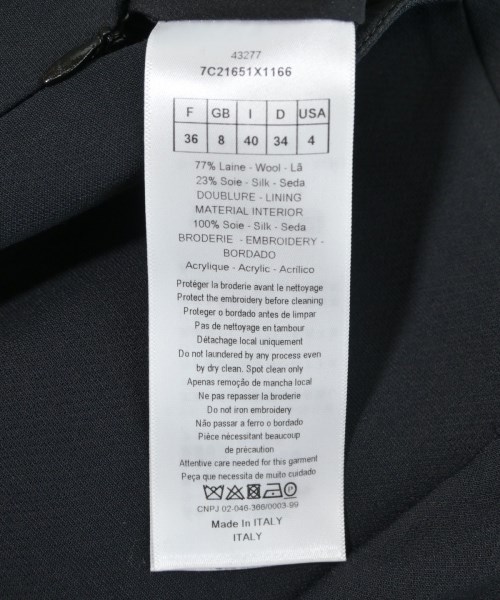 43277
7C21651X1166
F GB I D USA
36 8 40 34 4
77% Laine - Wool - Lã
23% Soie - Silk - Seda
DOUBLURE - LINING
MATERIAL INTERIOR
100% Soie - Silk - Seda
BRODERIE - EMBROIDERY -
BORDADO
Acrylique - Acrylic - Acrílico
Protéger la broderie avant le nettoyage
Protect the embroidery before cleaning
Proteger o bordado antes de limpar
Pas de nettoyage en tambour
Détachage local uniquement
Do not laundered by any process even
by dry clean. Spot clean only
Apenas remoção de mancha local
Ne pas repasser la broderie
Do not iron embroidery
Não passar a ferro o bordado
Pièce nécessitant beaucoup
de précaution
Attentive care needed for this garment
Peça que necessita de muito cuidado
CNPJ 02-046-366/0003-99
Made In ITALY
ITALY